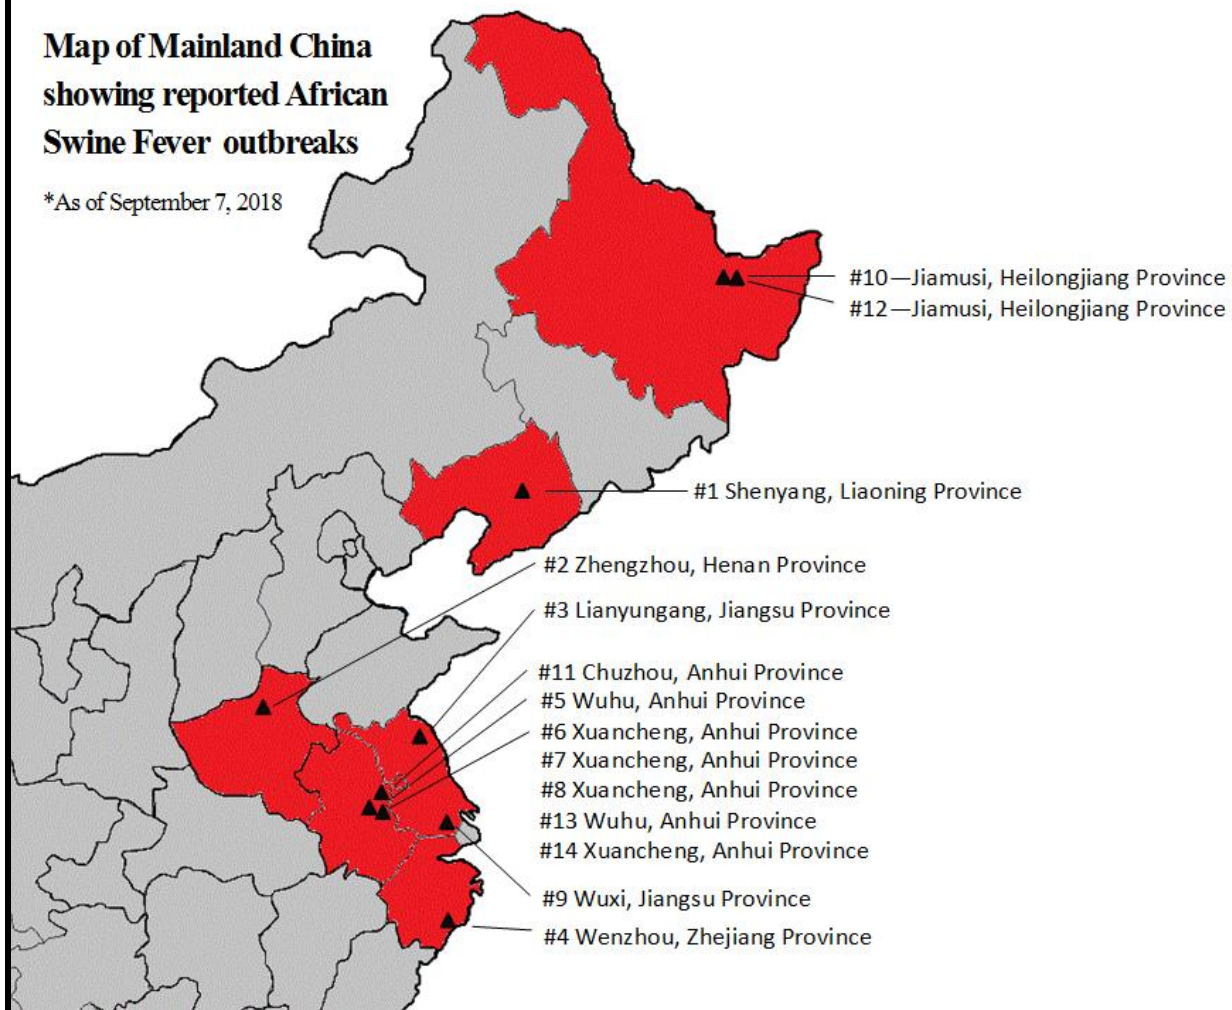 Map of Mainland China
showing reported African
Swine Fever outbreaks
*As of September 7, 2018
#10—Jiamusi, Heilongjiang Province
#12—Jiamusi, Heilongjiang Province
#1 Shenyang, Liaoning Province
#2 Zhengzhou, Henan Province
#3 Lianyungang, Jiangsu Province
#11 Chuzhou, Anhui Province
#5 Wuhu, Anhui Province
#6 Xuancheng, Anhui Province
#7 Xuancheng, Anhui Province
#8 Xuancheng, Anhui Province
#13 Wuhu, Anhui Province
#14 Xuancheng, Anhui Province
#9 Wuxi, Jiangsu Province
#4 Wenzhou, Zhejiang Province